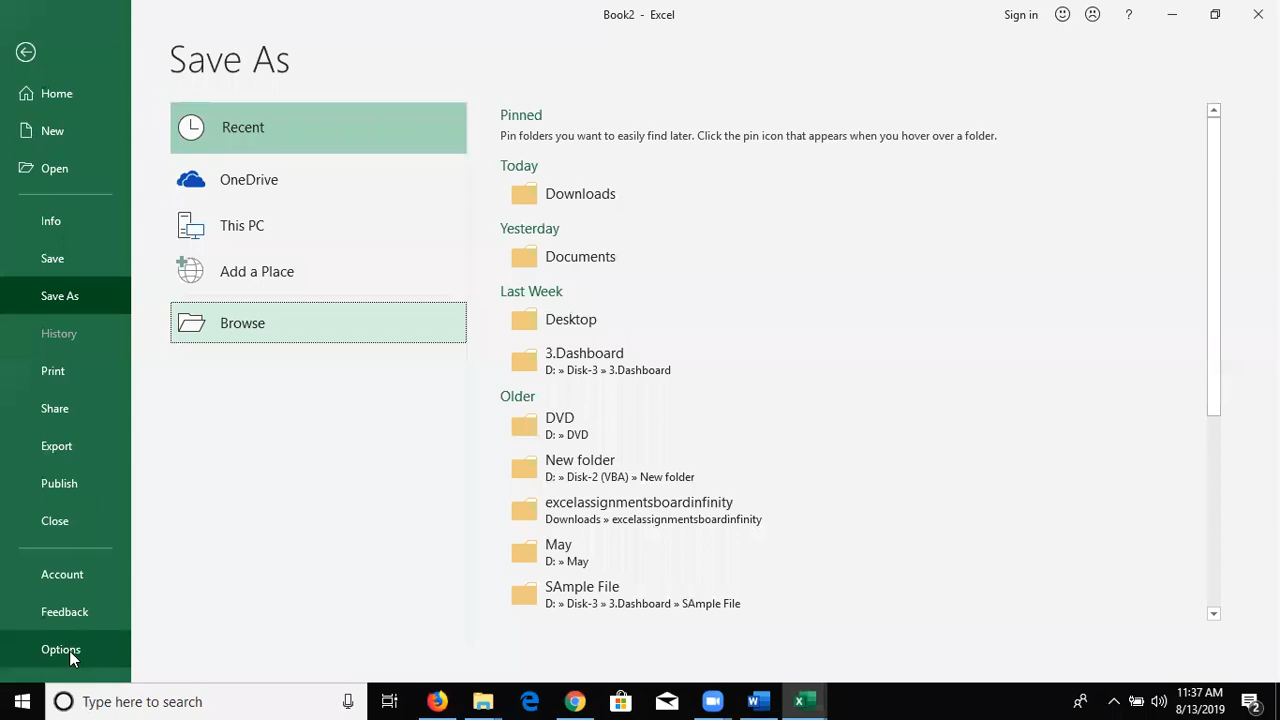 Book2 - Excel
Sign in
?
Save As
Home
New
Open
Info
Save
Save As
History
Print
Share
Export
Publish
Close
Account
Feedback
Options
Recent
OneDrive
This PC
Add a Place
Browse
Pinned
Pin folders you want to easily find later. Click the pin icon that appears when you hover over a folder.
Today
Downloads
Yesterday
Documents
Last Week
Desktop
3.Dashboard
D: » Disk-3 » 3.Dashboard
Older
DVD
D: » DVD
New folder
D: » Disk-2 (VBA) » New folder
excelassignmentsboardinfinity
Downloads » excelassignmentsboardinfinity
May
D: » May
SAmple File
D: » Disk-3 » 3.Dashboard » SAmple File
Type here to search
11:37 AM
8/13/2019
2